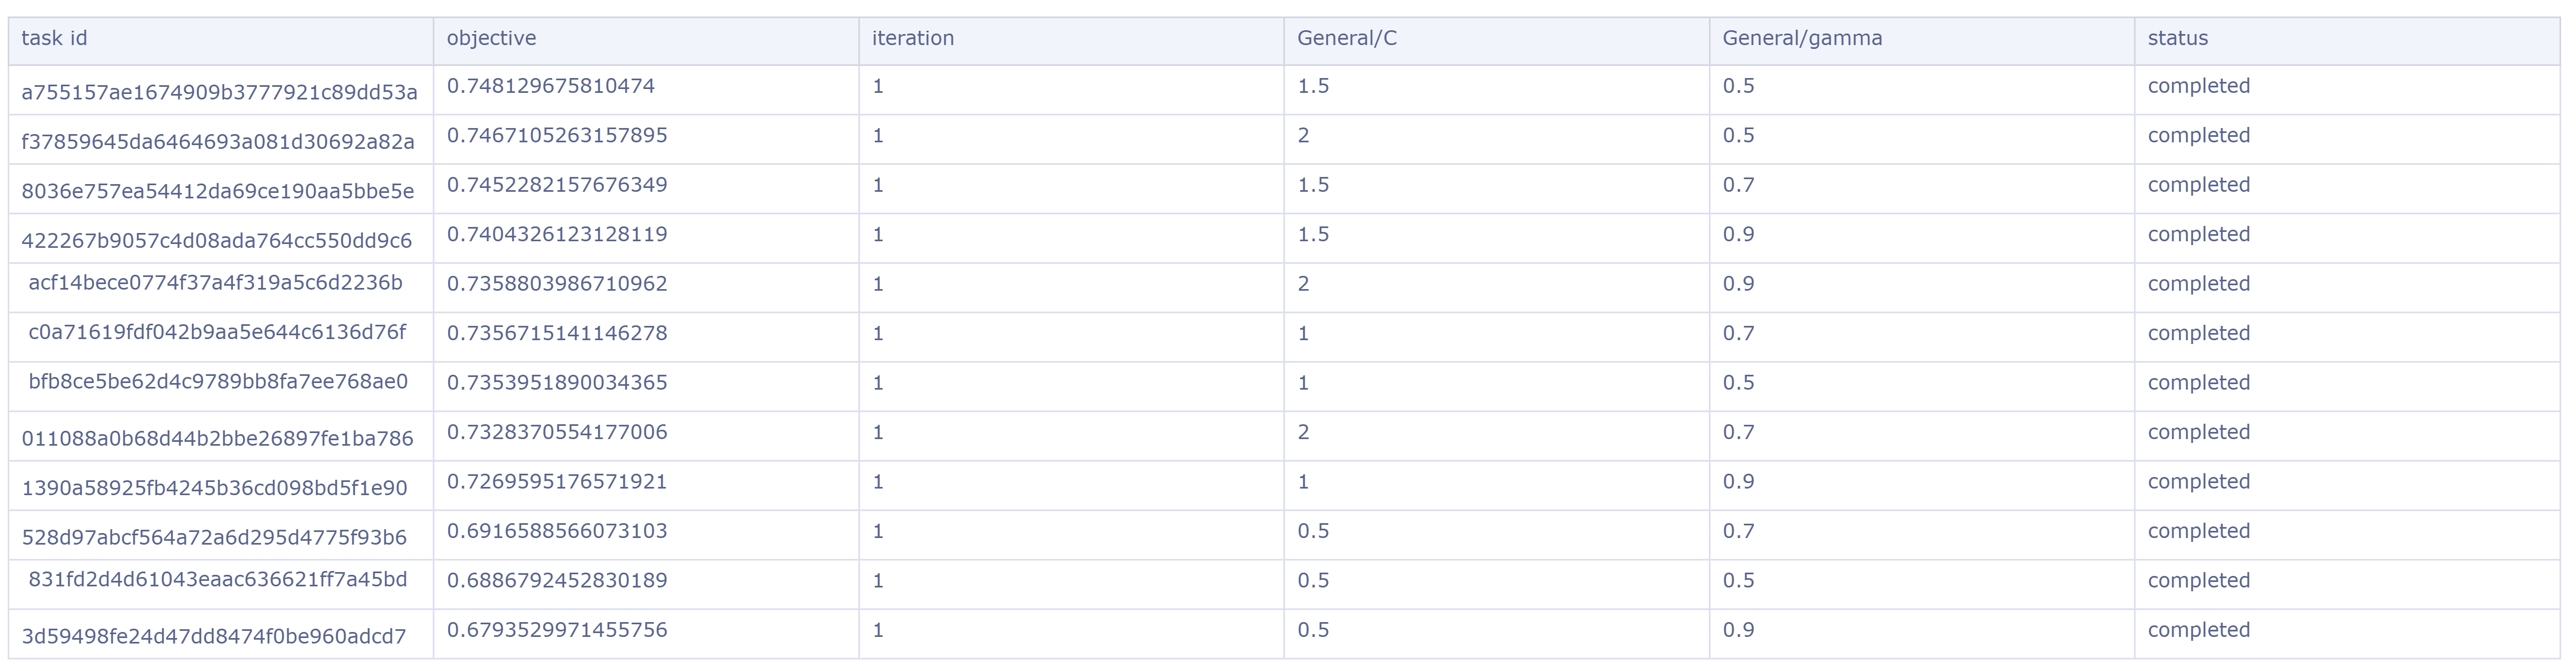 task id objective iteration General/C General/gamma status
a755157ae1674909b3777921c89dd53a 0.748129675810474 1 1.5 0.5 completed
f37859645da6464693a081d30692a82a 0.7467105263157895 1 2 0.5 completed
8036e757ea54412da69ce190aa5bbe5e 0.7452282157676349 1 1.5 0.7 completed
422267b9057c4d08ada764cc550dd9c6 0.7404326123128119 1 1.5 0.9 completed
acf14bece0774f37a4f319a5c6d2236b 0.7358803986710962 1 2 0.9 completed
c0a71619fdf042b9aa5e644c6136d76f 0.7356715141146278 1 1 0.7 completed
bfb8ce5be62d4c9789bb8fa7ee768ae0 0.7353951890034365 1 1 0.5 completed
011088a0b68d44b2bbe26897fe1ba786 0.7328370554177006 1 2 0.7 completed
1390a58925fb4245b36cd098bd5f1e90 0.7269595176571921 1 1 0.9 completed
528d97abcf564a72a6d295d4775f93b6 0.6916588566073103 1 0.5 0.7 completed
831fd2d4d61043eaac636621ff7a45bd 0.6886792452830189 1 0.5 0.5 completed
3d59498fe24d47dd8474f0be960adcd7 0.6793529971455756 1 0.5 0.9 completed